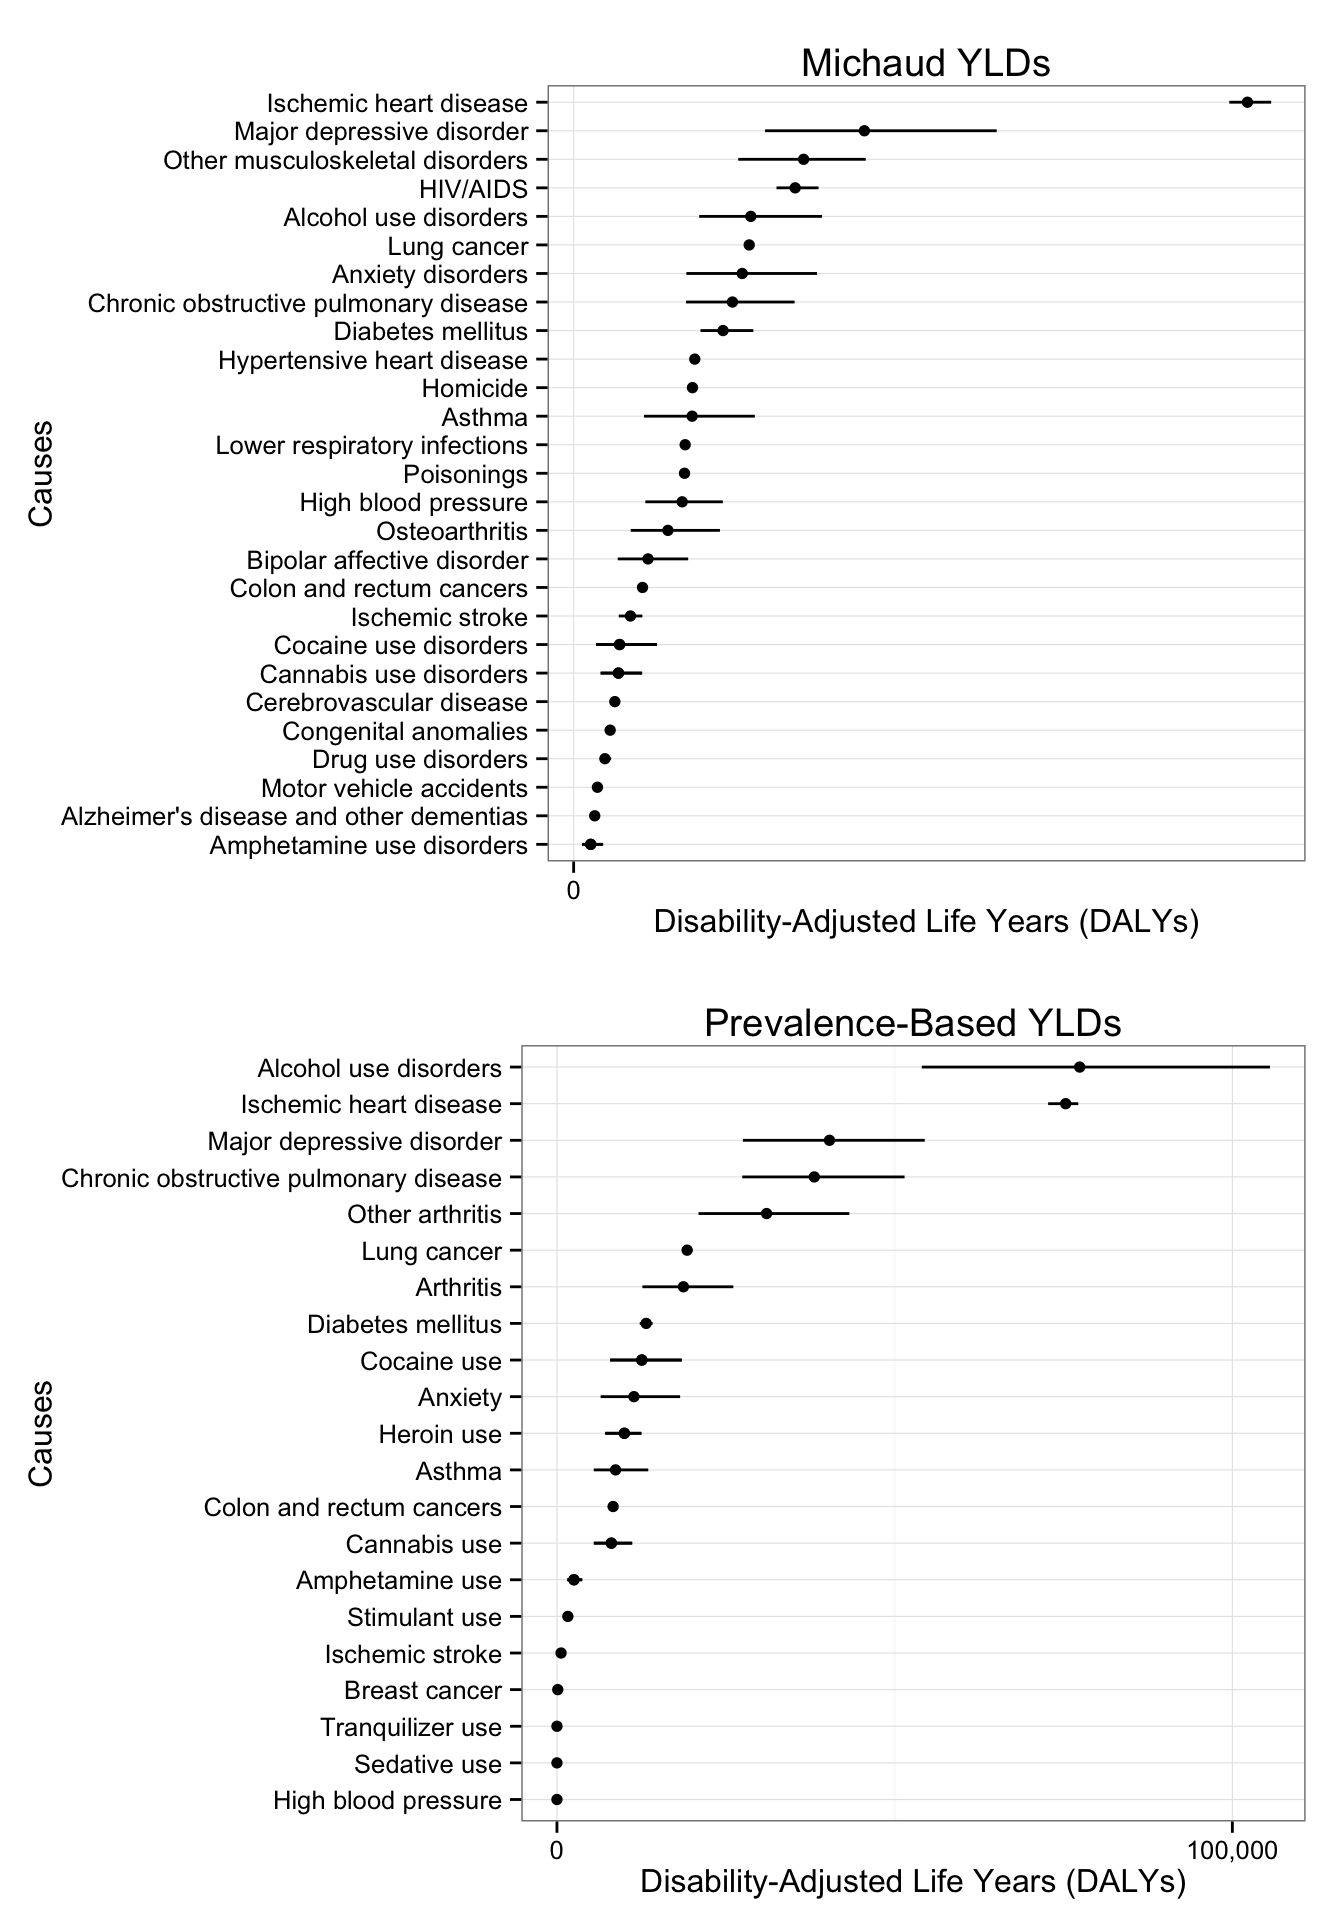 Michaud YLDs
Ischemic heart disease
Major depressive disorder
Other musculoskeletal disorders
HIV/AIDS
Alcohol use disorders
Lung cancer
Anxiety disorders
Chronic obstructive pulmonary disease
Diabetes mellitus
Hypertensive heart disease
Homicide
Asthma
Lower respiratory infections
Poisonings
High blood pressure
Osteoarthritis
Bipolar affective disorder
Colon and rectum cancers
Ischemic stroke
Cocaine use disorders
Cannabis use disorders
Cerebrovascular disease
Congenital anomalies
Drug use disorders
Motor vehicle accidents
Alzheimer's disease and other dementias
Amphetamine use disorders
Causes
0
Disability-Adjusted Life Years (DALYs)
Prevalence-Based YLDs
Alcohol use disorders
Ischemic heart disease
Major depressive disorder
Chronic obstructive pulmonary disease
Other arthritis
Lung cancer
Arthritis
Diabetes mellitus
Cocaine use
Anxiety
Heroin use
Asthma
Colon and rectum cancers
Cannabis use
Amphetamine use
Stimulant use
Ischemic stroke
Breast cancer
Tranquilizer use
Sedative use
High blood pressure
Causes
0 100,000
Disability-Adjusted Life Years (DALYs)